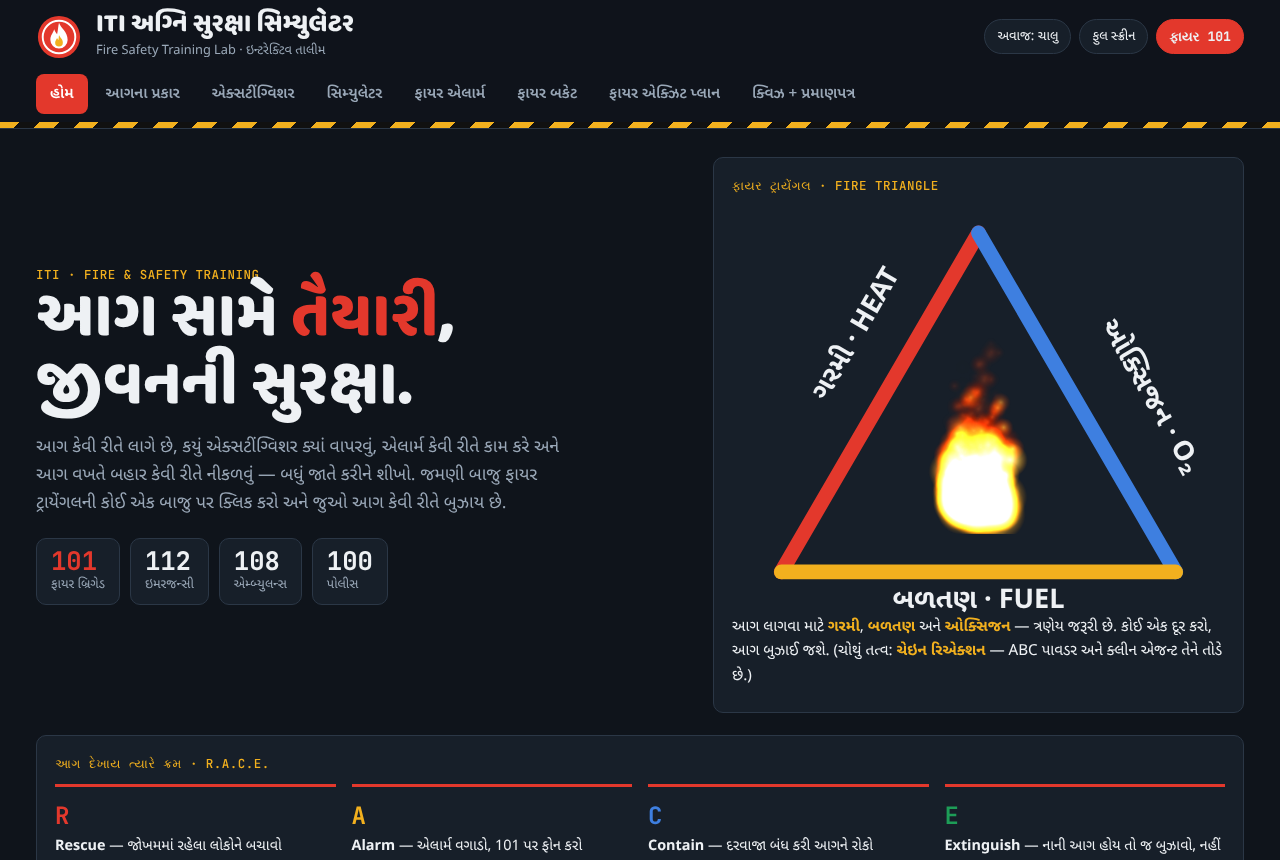 ITI અગ્નિ સુરક્ષા સિમ્યુલેટર
Fire Safety Training Lab · ઇન્ટરેક્ટિવ તાલીમ
અવાજ: ચાલુ
ફુલ સ્ક્રીન
ફાયર 101
હોમ
આગના પ્રકાર
એક્સટીંગ્વિશર
સિમ્યુલેટર
ફાયર એલાર્મ
ફાયર બકેટ
ફાયર એક્ઝિટ પ્લાન
ક્વિઝ + પ્રમાણપત્ર
ITI · FIRE & SAFETY TRAINING
આગ સામે તૈયારી,
જીવનની સુરક્ષા.
આગ કેવી રીતે લાગે છે, કયું એક્સટીંગ્વિશર ક્યાં વાપરવું, એલાર્મ કેવી રીતે કામ કરે અને
આગ વખતે બહાર કેવી રીતે નીકળવું — બધું જાતે કરીને શીખો. જમણી બાજુ ફાયર
ટ્રાયેંગલની કોઈ એક બાજુ પર ક્લિક કરો અને જુઓ આગ કેવી રીતે બુઝાય છે.
101
ફાયર બ્રિગેડ
112
ઇમરજન્સી
108
એમ્બ્યુલન્સ
100
પોલીસ
ફાયર ટ્રાયેંગલ · FIRE TRIANGLE
ગરમી · HEAT
ઓક્સિજન · O₂
બળતણ · FUEL
આગ લાગવા માટે ગરમી, બળતણ અને ઓક્સિજન — ત્રણેય જરૂરી છે. કોઈ એક દૂર કરો,
આગ બુઝાઈ જશે. (ચોથું તત્વ: ચેઇન રિએક્શન — ABC પાવડર અને ક્લીન એજન્ટ તેને તોડે
છે.)
આગ દેખાય ત્યારે ક્રમ · R.A.C.E.
R
Rescue — જોખમમાં રહેલા લોકોને બચાવો
A
Alarm — એલાર્મ વગાડો, 101 પર ફોન કરો
C
Contain — દરવાજા બંધ કરી આગને રોકો
E
Extinguish — નાની આગ હોય તો જ બુઝાવો, નહીં